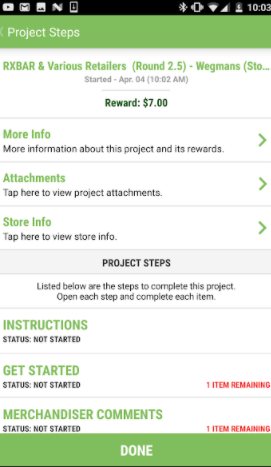 10:03
Project Steps
RXBAR & Various Retailers (Round 2.5) - Wegmans (Sto...
Started - Apr. 04 (10:02 AM)
Reward: $7.00
More Info
More information about this project and its rewards.
Attachments
Tap here to view project attachments.
Store Info
Tap here to view store info.
PROJECT STEPS
Listed below are the steps to complete this project.
Open each step and complete each item.
INSTRUCTIONS
STATUS: NOT STARTED
GET STARTED
STATUS: NOT STARTED 1 ITEM REMAINING
MERCHANDISER COMMENTS
STATUS: NOT STARTED 1 ITEM REMAINING
DONE